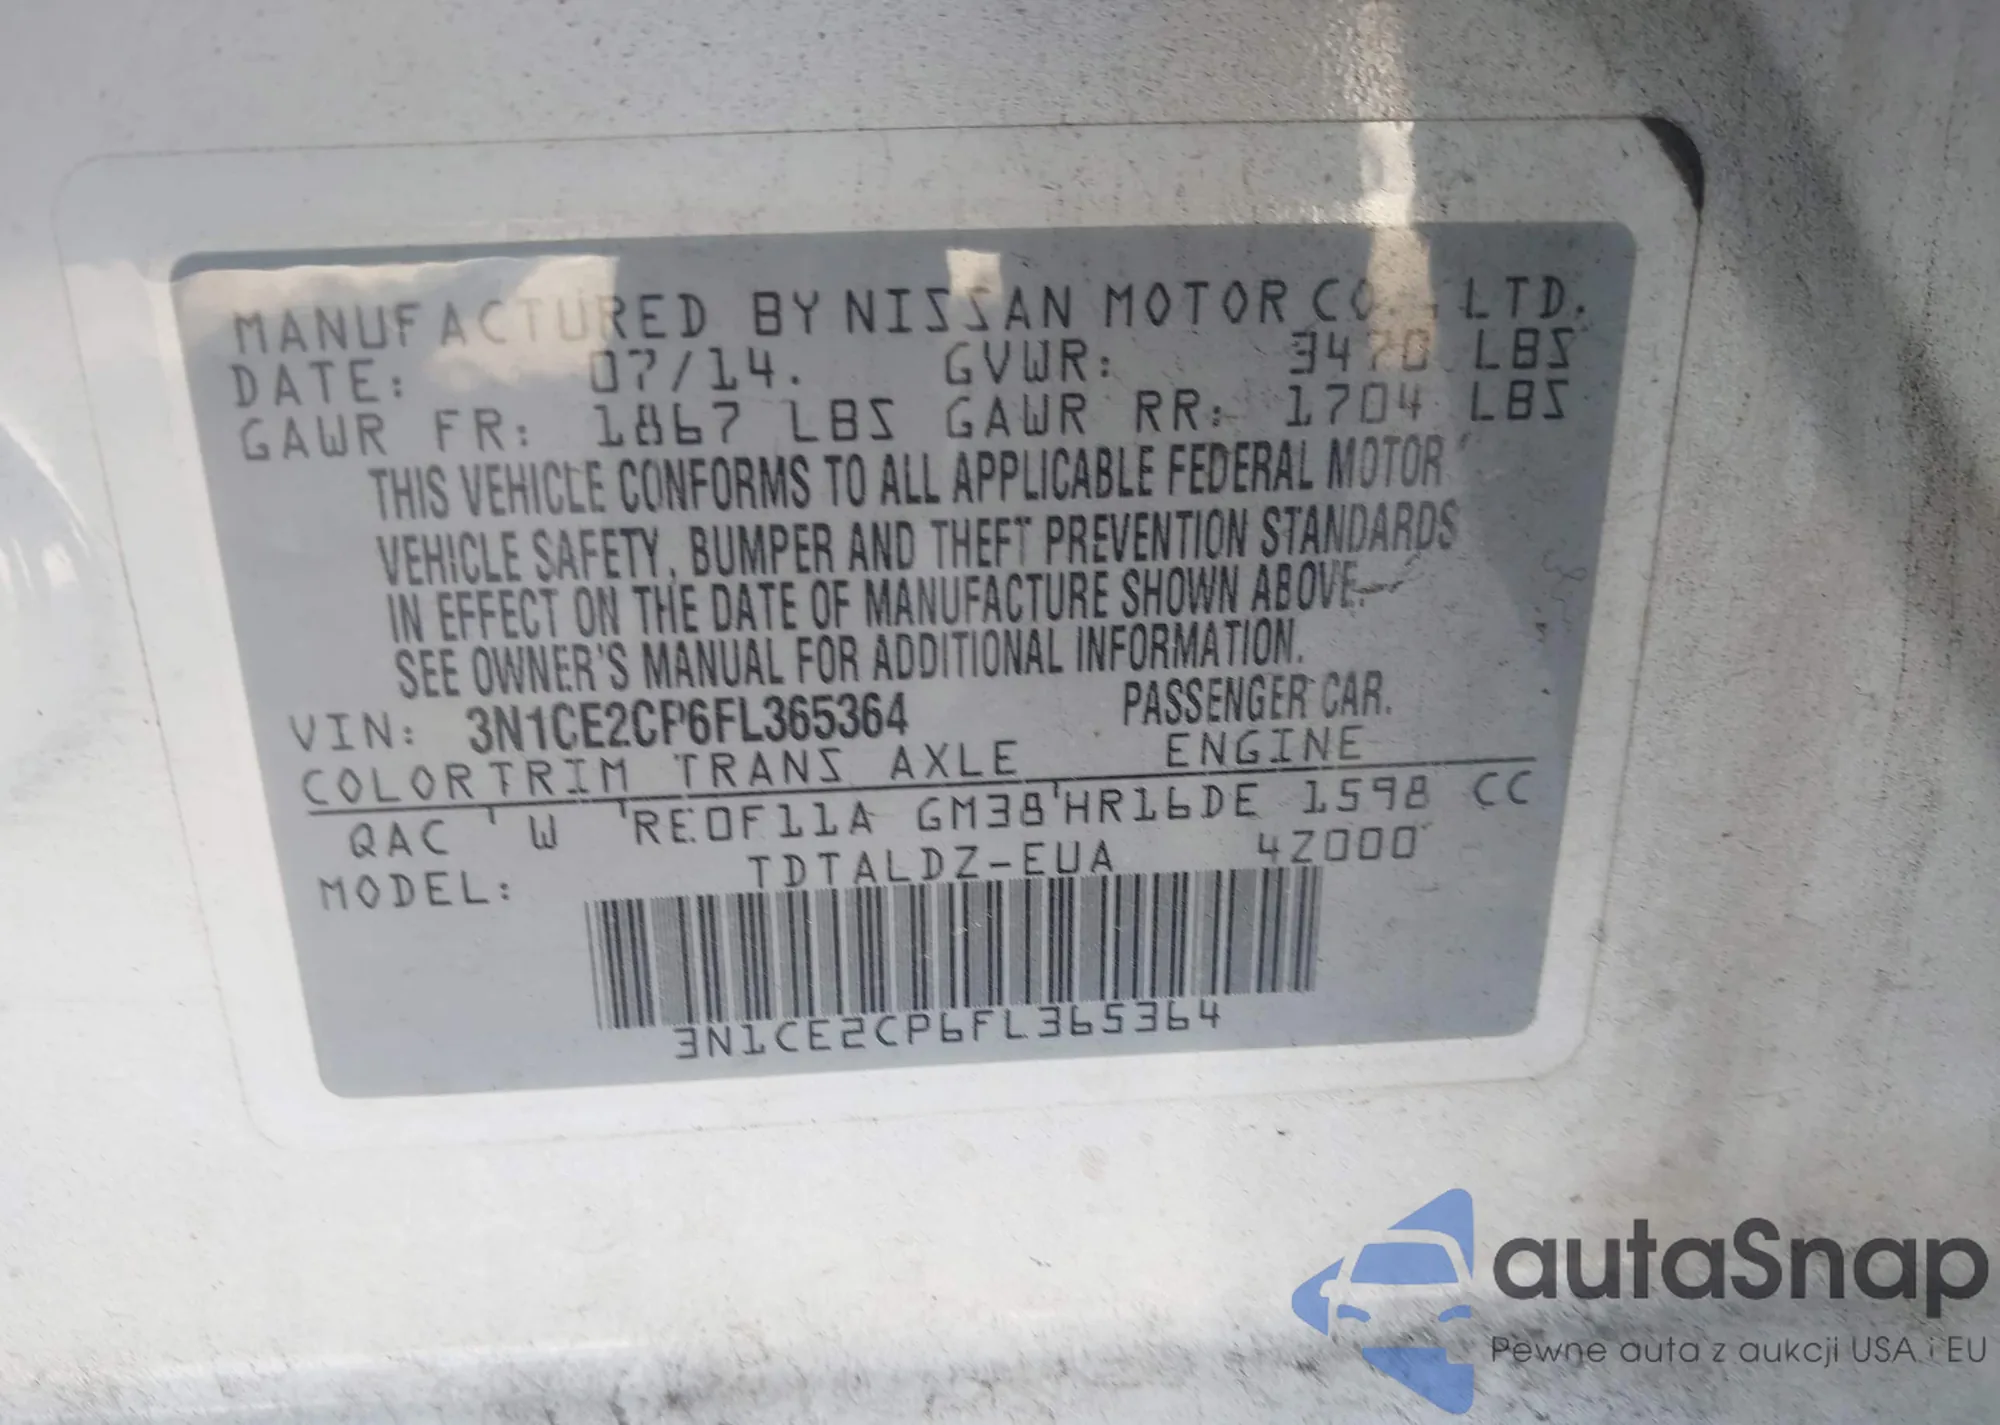 MANUFACTURED BY NISSAN MOTOR CO., LTD.
DATE: 07/14. GVWR: 3470 LBS
GAWR FR: 1867 LBS GAWR RR: 1704 LBS
THIS VEHICLE CONFORMS TO ALL APPLICABLE FEDERAL MOTOR
VEHICLE SAFETY, BUMPER AND THEFT PREVENTION STANDARDS
IN EFFECT ON THE DATE OF MANUFACTURE SHOWN ABOVE.
SEE OWNER'S MANUAL FOR ADDITIONAL INFORMATION.
VIN: 3N1CE2CP6FL365364 PASSENGER CAR.
COLOR TRIM TRANS AXLE ENGINE
QAC W RE0F11A GM38 HR16DE 1598 CC
MODEL: TDTALDZ-EUA 4Z000
3N1CE2CP6FL365364
autaSnap
Pewne auta z aukcji USA i EU